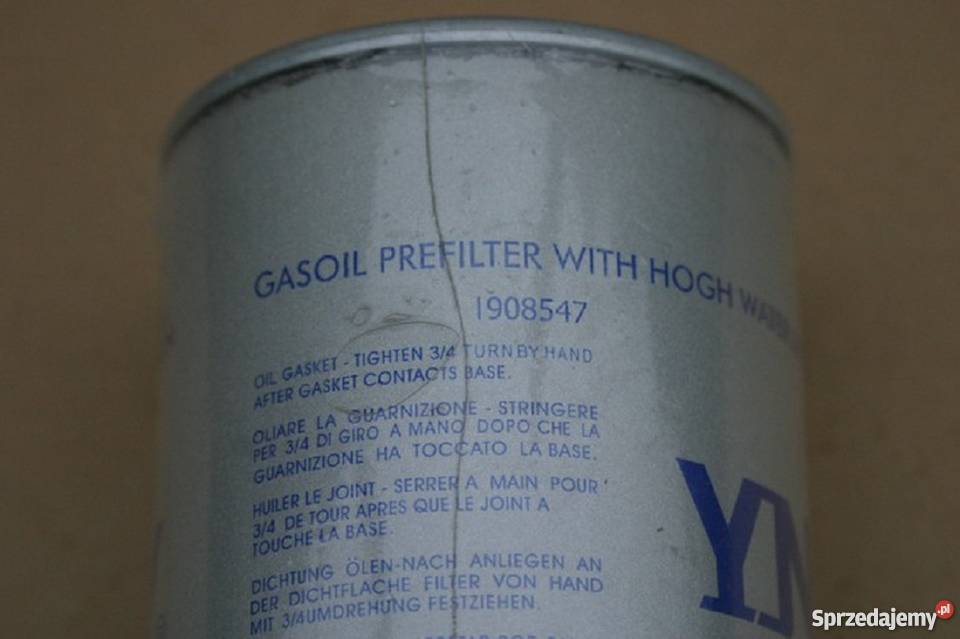 GASOIL PREFILTER WITH HOGH WATER
1908547
OIL GASKET - TIGHTEN 3/4 TURN BY HAND
AFTER GASKET CONTACTS BASE.
OLIARE LA GUARNIZIONE - STRINGERE
PER 3/4 DI GIRO A MANO DOPO CHE LA
GUARNIZIONE HA TOCCATO LA BASE.
HUILER LE JOINT - SERRER A MAIN POUR
3/4 DE TOUR APRES QUE LE JOINT A
TOUCHE LA BASE.
DICHTUNG ÖLEN-NACH ANLIEGEN AN
DER DICHTFLACHE FILTER VON HAND
MIT 3/4UMDREHUNG FESTZIEHEN.
Sprzedajemy.pl